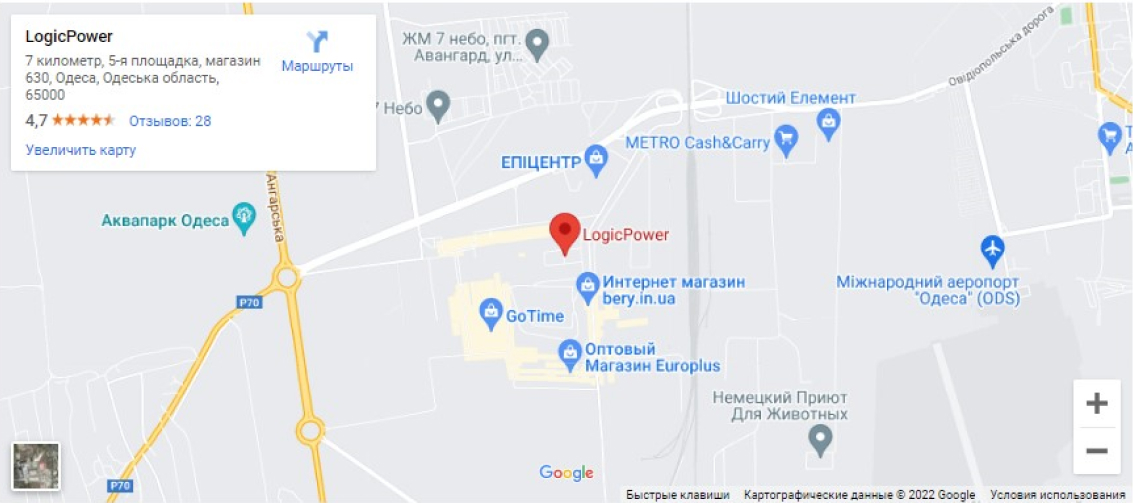 LogicPower
7 километр, 5-я площадка, магазин
630, Одеса, Одеська область,
65000
4,7
Отзывов: 28
Увеличить карту
Маршруты
ЖМ 7 небо, пгт.
Авангард, ул...
7 Небо
Овідіопольська дорога
Шостий Елемент
METRO Cash&Carry
ЕПІЦЕНТР
Ангарська
Аквапарк Одеса
LogicPower
Міжнародний аеропорт
"Одеса" (ODS)
Интернет магазин
bery.in.ua
P70
GoTime
Оптовый
Магазин Europlus
Немецкий Приют
Для Животных
P70
Google
Быстрые клавиши
Картографические данные © 2022 Google
Условия использования